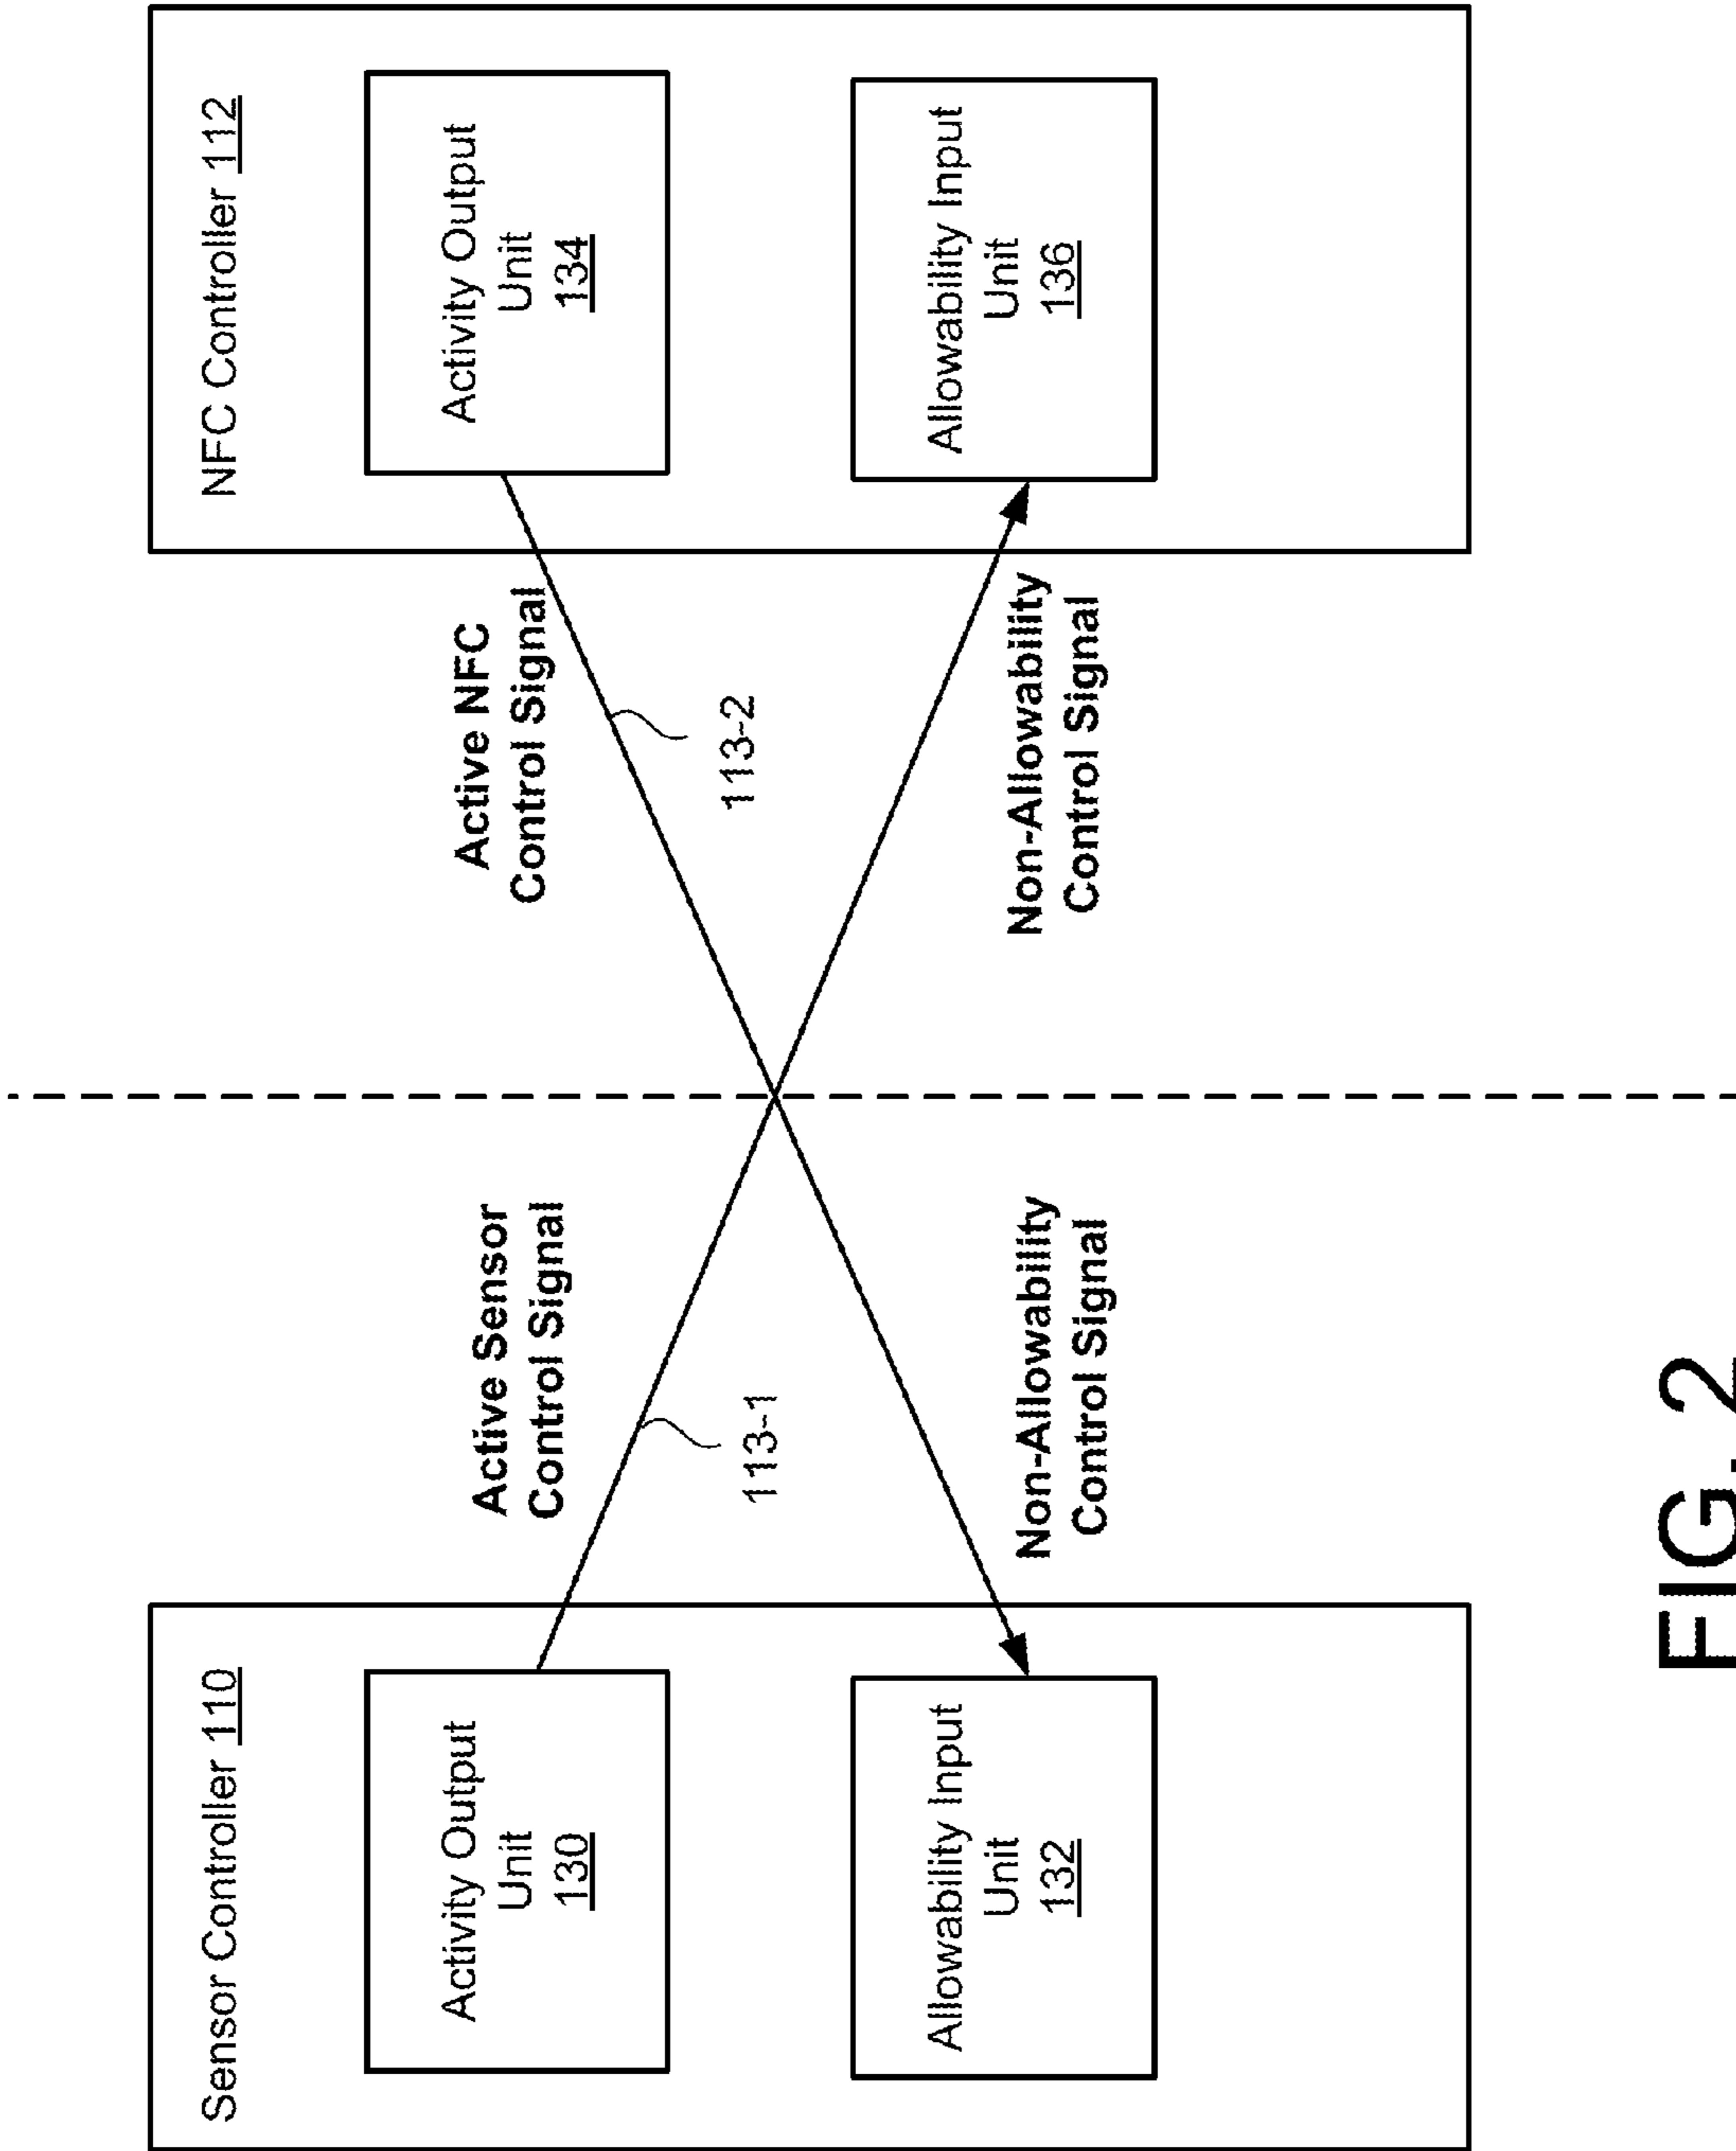 Sensor Controller 110
Activity Output
Unit
130
Allowability Input
Unit
132
Active Sensor
Control Signal
113-1
Non-Allowability
Control Signal
Active NFC
Control Signal
113-2
Non-Allowability
Control Signal
NFC Controller 112
Activity Output
Unit
134
Allowability Input
Unit
136
FIG. 2